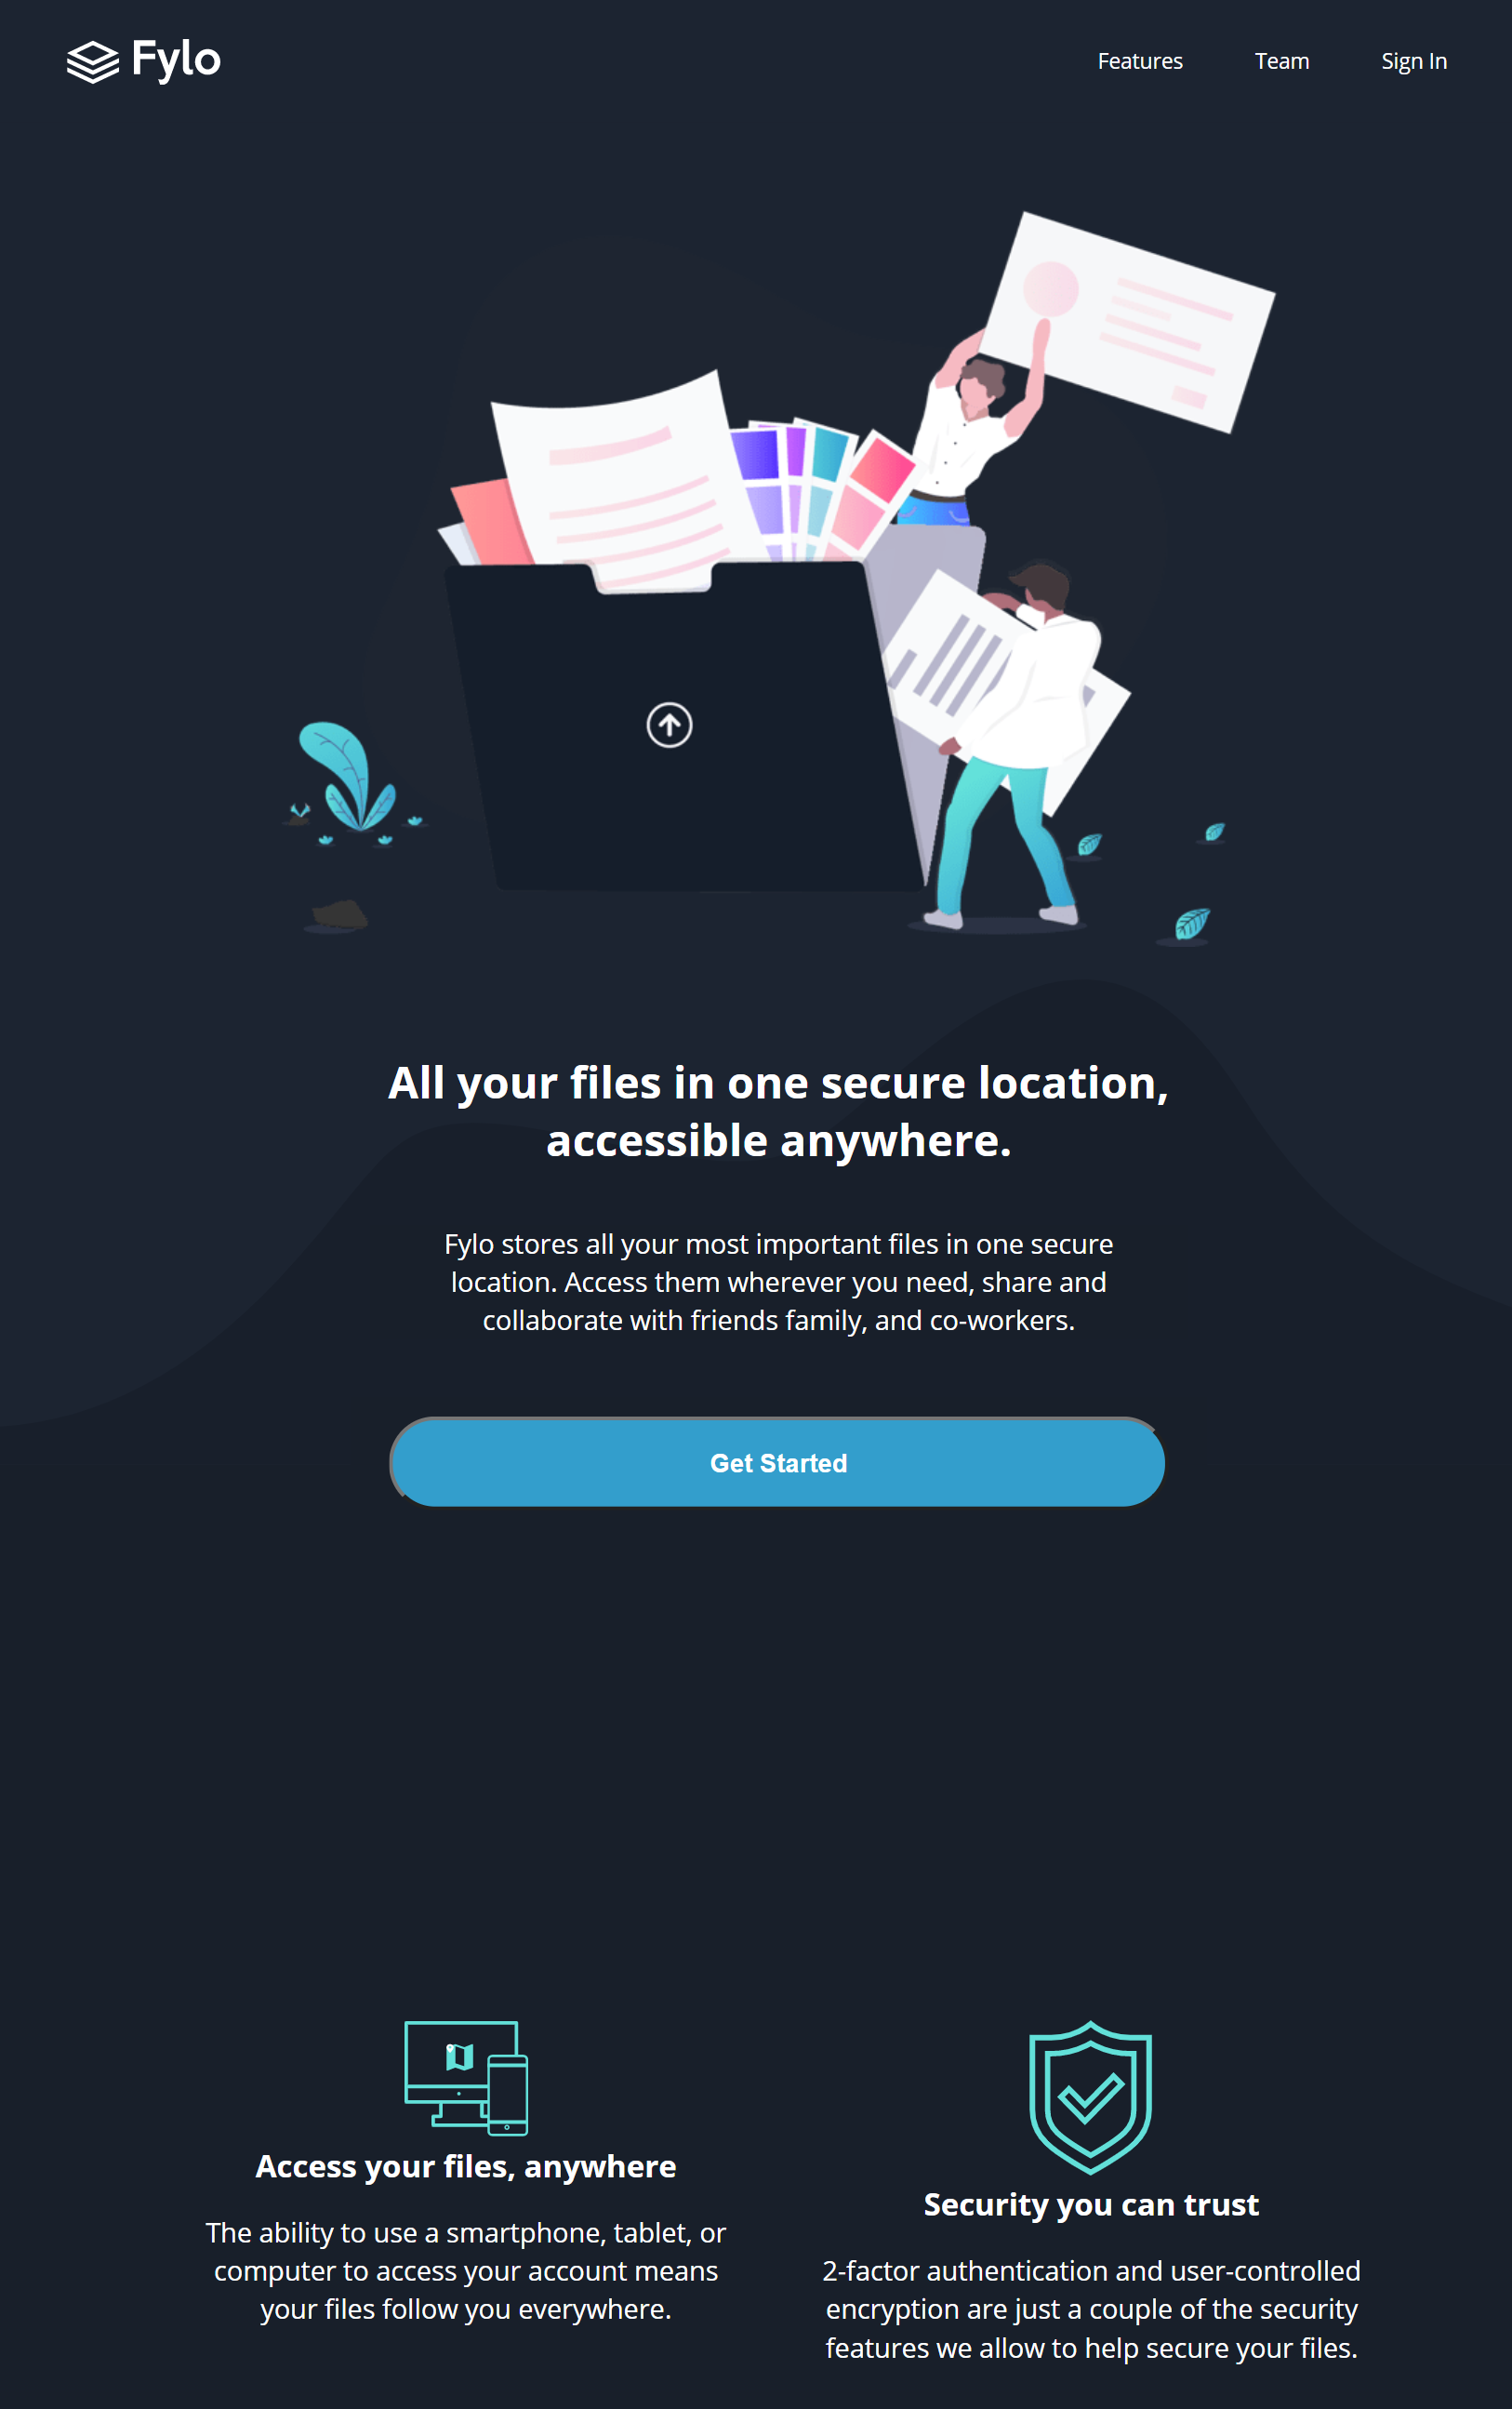 Fylo
Features
Team
Sign In
All your files in one secure location,
accessible anywhere.
Fylo stores all your most important files in one secure
location. Access them wherever you need, share and
collaborate with friends family, and co-workers.
Get Started
Access your files, anywhere
The ability to use a smartphone, tablet, or
computer to access your account means
your files follow you everywhere.
Security you can trust
2-factor authentication and user-controlled
encryption are just a couple of the security
features we allow to help secure your files.